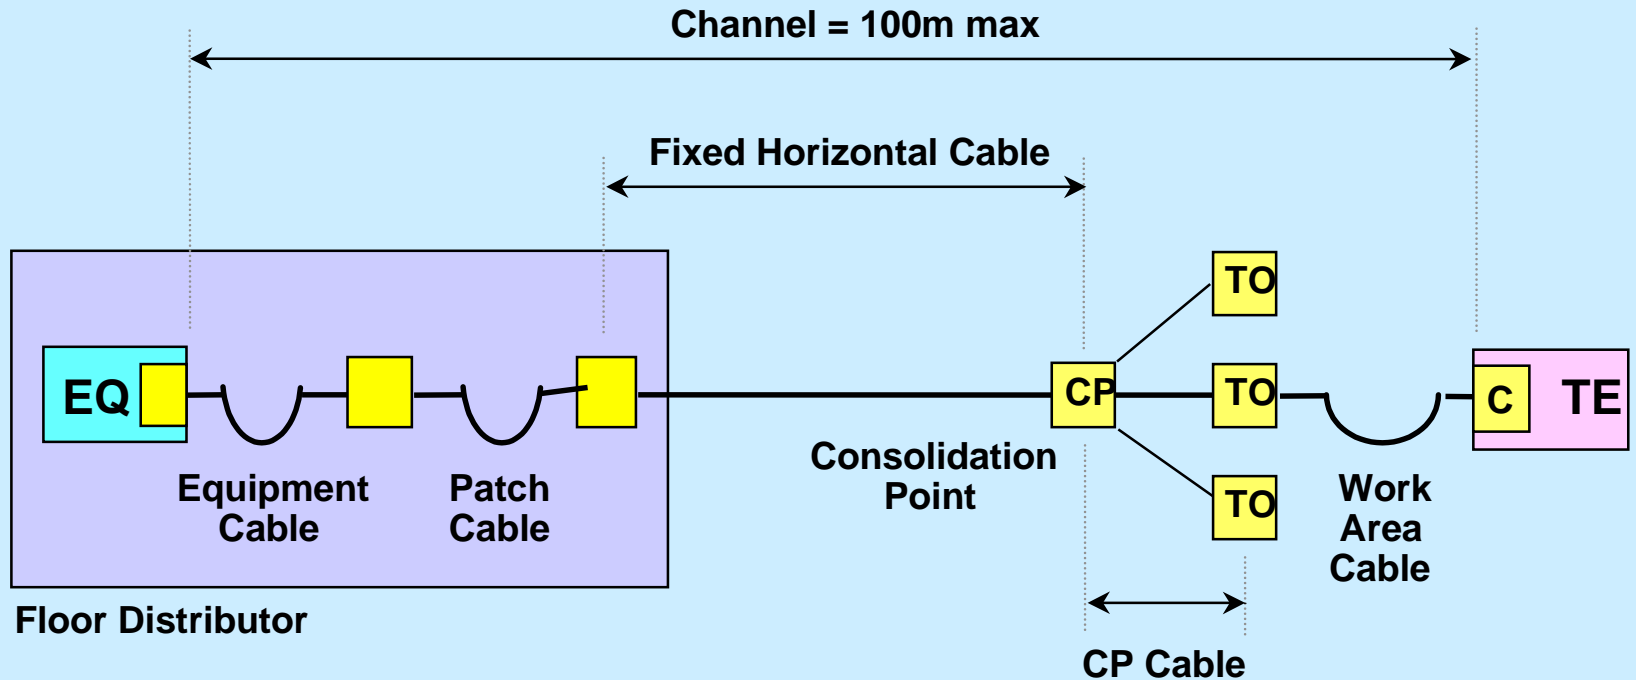 Channel = 100m max
Fixed Horizontal Cable
TO
EQ
CP
TO
C
TE
Consolidation
Point
Equipment
Cable
Patch
Cable
TO
Work
Area
Cable
Floor Distributor
CP Cable